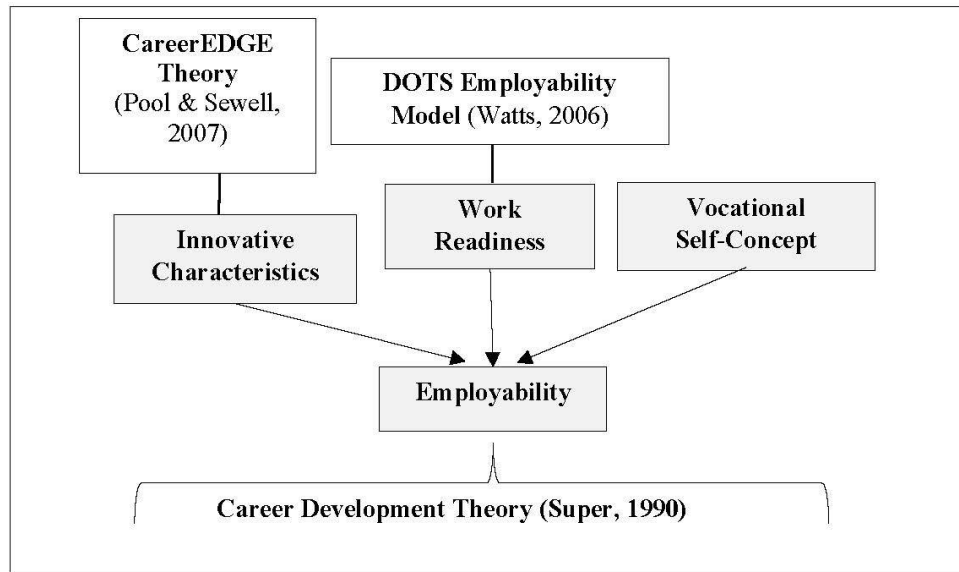 CareerEDGE
Theory
(Pool & Sewell,
2007)
DOTS Employability
Model (Watts, 2006)
Innovative
Characteristics
Work
Readiness
Vocational
Self-Concept
Employability
Career Development Theory (Super, 1990)